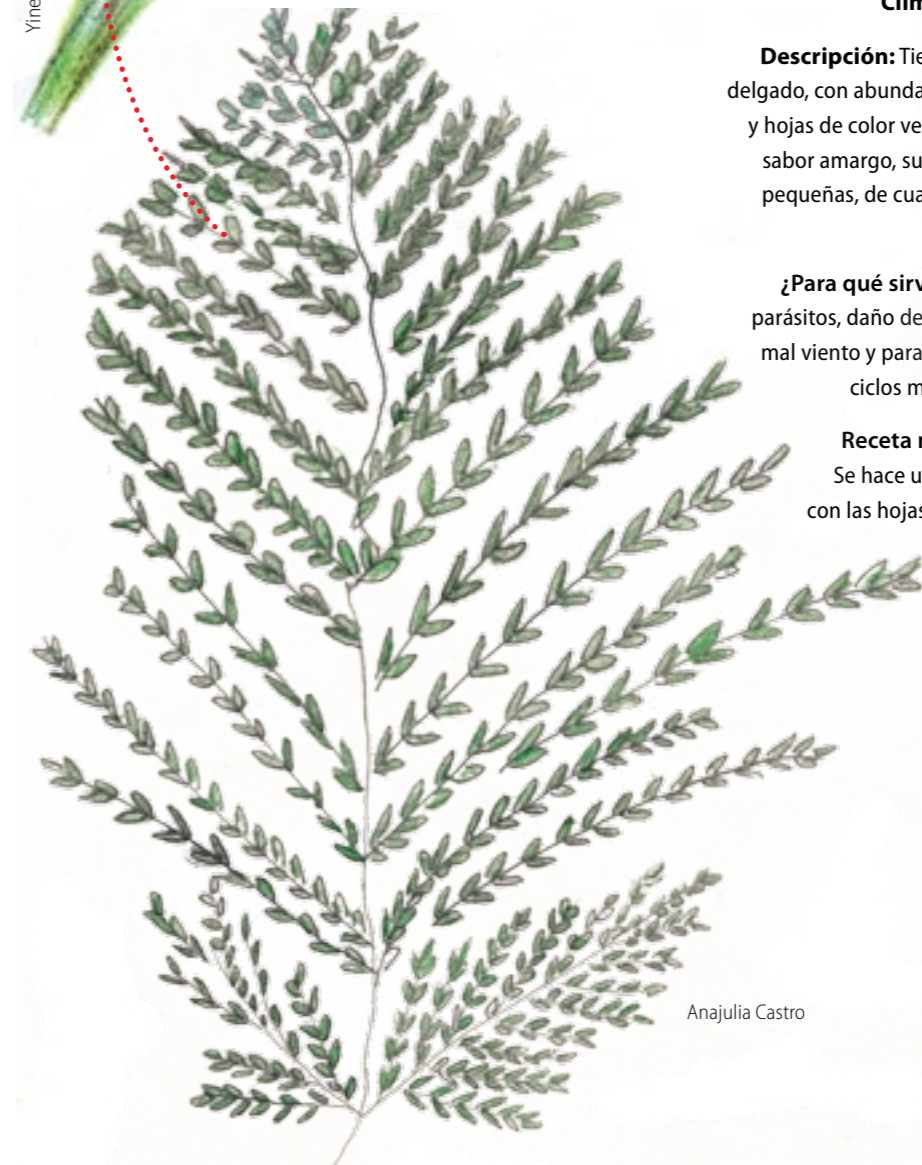 Yine
Clim
Descripción: Tie
delgado, con abunda
y hojas de color ve
sabor amargo, su
pequeñas, de cua
¿Para qué sirv
parásitos, daño de
mal viento y para
ciclos m
Receta r
Se hace u
con las hojas
Anajulia Castro